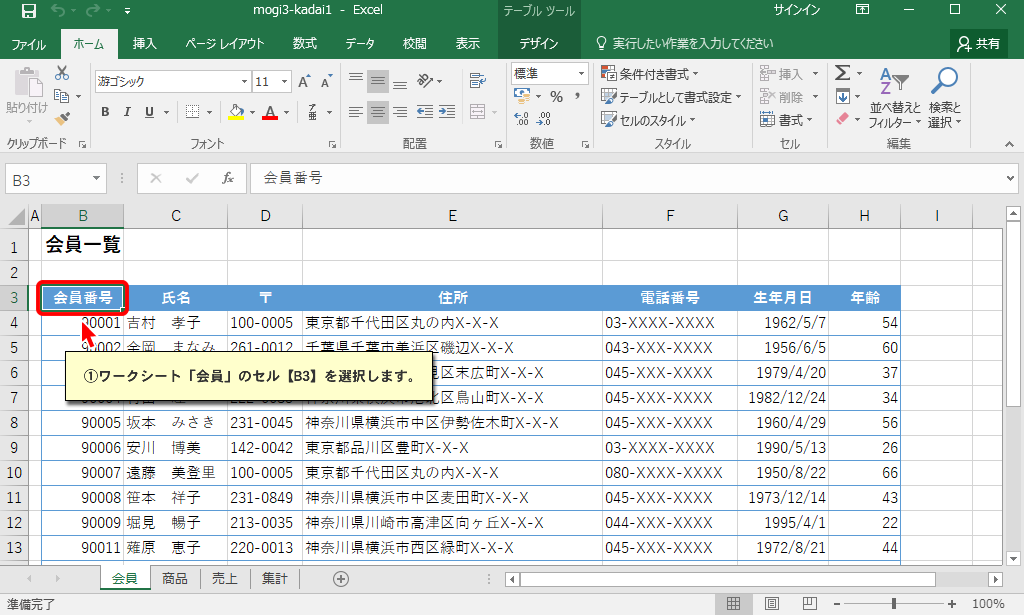 mogi3-kadai1 - Excel テーブル ツール サインイン
ファイル ホーム 挿入 ページ レイアウト 数式 データ 校閲 表示 デザイン 実行したい作業を入力してください 共有
貼り付け 游ゴシック 11 A A 標準 条件付き書式 挿入 Σ
B I U A % , テーブルとして書式設定 削除 並べ替えと フィルター 検索と 選択
セルのスタイル 書式
クリップボード フォント 配置 数値 スタイル セル 編集
B3 fx 会員番号
A B C D E F G H I
1 会員一覧
2
3 会員番号 氏名 〒 住所 電話番号 生年月日 年齢
4 90001 吉村 孝子 100-0005 東京都千代田区丸の内X-X-X 03-XXXX-XXXX 1962/5/7 54
5 90002 金岡 まなみ 261-0012 千葉県千葉市美浜区磯辺X-X-X 043-XXX-XXXX 1956/6/5 60
①ワークシート「会員」のセル【B3】を選択します。
6 見区末広町X-X-X 045-XXX-XXXX 1979/4/20 37
7 区鳥山町X-X-X 045-XXX-XXXX 1982/12/24 34
8 90005 坂本 みさき 231-0045 神奈川県横浜市中区伊勢佐木町X-X-X 045-XXX-XXXX 1960/4/29 56
9 90006 安川 博美 142-0042 東京都品川区豊町X-X-X 03-XXXX-XXXX 1990/5/13 26
10 90007 遠藤 美登里 100-0005 東京都千代田区丸の内X-X-X 080-XXXX-XXXX 1950/8/22 66
11 90008 笹本 祥子 231-0849 神奈川県横浜市中区麦田町X-X-X 045-XXX-XXXX 1973/12/14 43
12 90009 堀見 暢子 213-0035 神奈川県川崎市高津区向ヶ丘X-X-X 044-XXX-XXXX 1995/4/1 22
13 90011 薙原 恵子 220-0013 神奈川県横浜市西区緑町X-X-X 045-XXX-XXXX 1972/8/21 44
会員 商品 売上 集計
準備完了 100%